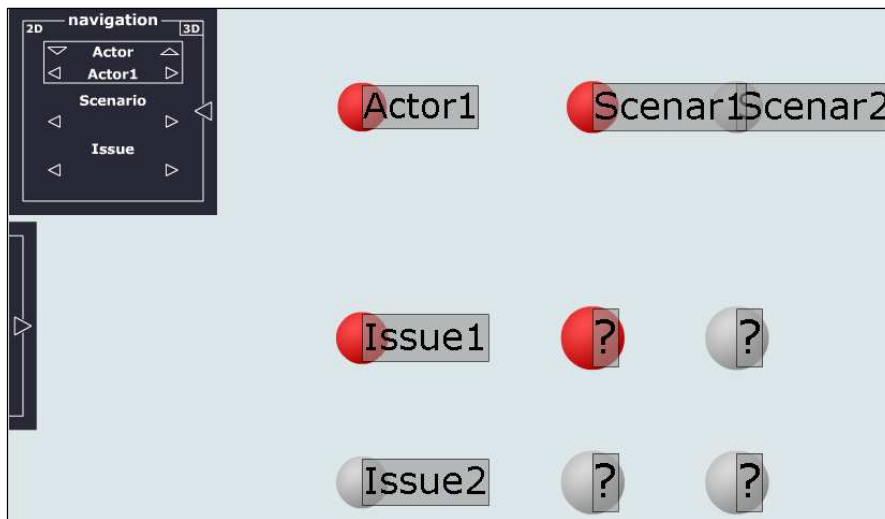 navigation
2D 3D
Actor
Actor1
Scenario
Issue
Actor1 Scenar1 Scenar2
Issue1 ? ?
Issue2 ? ?